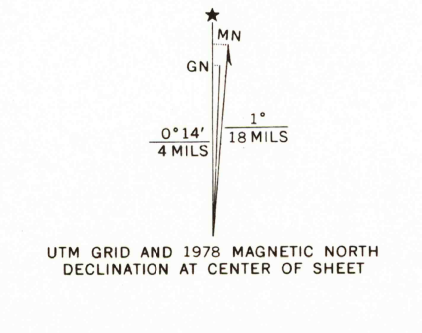 ★
MN
GN
0°14′
4 MILS
1°
18 MILS
UTM GRID AND 1978 MAGNETIC NORTH
DECLINATION AT CENTER OF SHEET